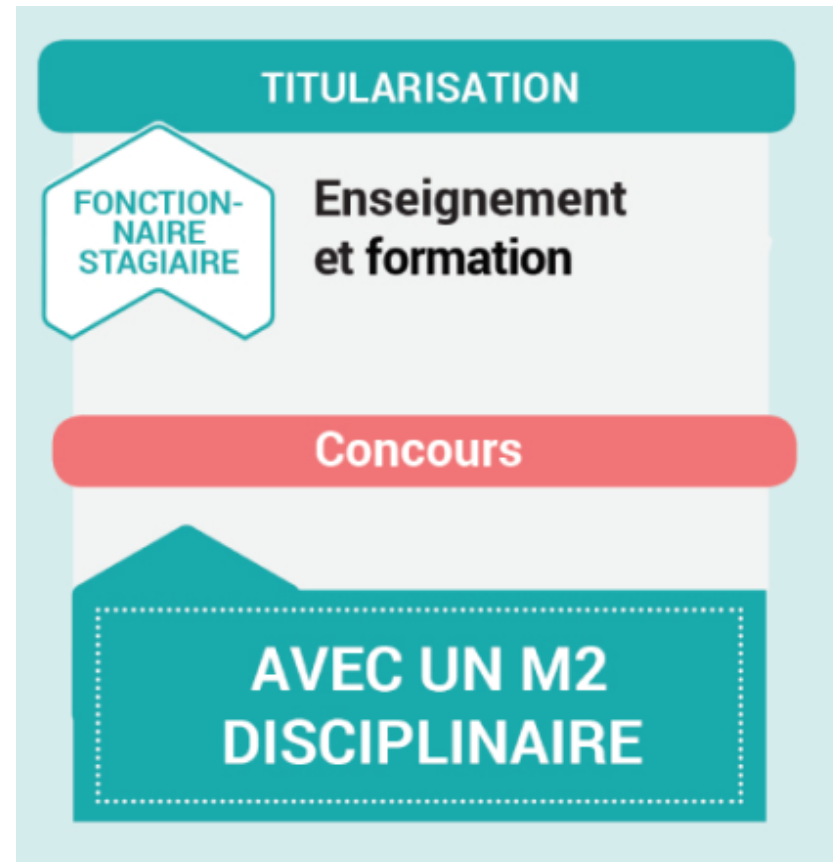 TITULARISATION
FONCTION-
NAIRE
STAGIAIRE
Enseignement
et formation
Concours
AVEC UN M2
DISCIPLINAIRE